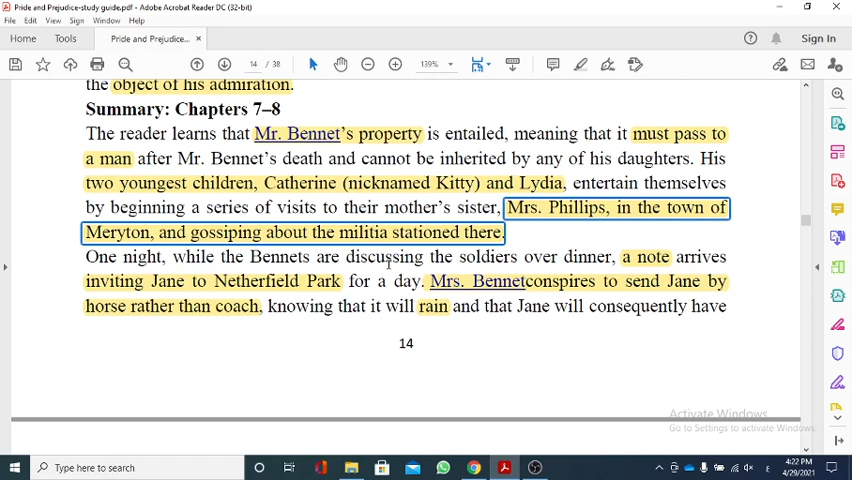 Pride and Prejudice-study guide.pdf - Adobe Acrobat Reader DC (32-bit)
File Edit View Sign Window Help
Home Tools Pride and Prejudice... × Sign In
14 / 38 139%
the object of his admiration.
Summary: Chapters 7–8
The reader learns that Mr. Bennet's property is entailed, meaning that it must pass to
a man after Mr. Bennet's death and cannot be inherited by any of his daughters. His
two youngest children, Catherine (nicknamed Kitty) and Lydia, entertain themselves
by beginning a series of visits to their mother's sister, Mrs. Phillips, in the town of
Meryton, and gossiping about the militia stationed there.
One night, while the Bennets are discussing the soldiers over dinner, a note arrives
inviting Jane to Netherfield Park for a day. Mrs. Bennetconspires to send Jane by
horse rather than coach, knowing that it will rain and that Jane will consequently have
14
Activate Windows
Go to Settings to activate Windows.
Type here to search
4:22 PM
4/29/2021